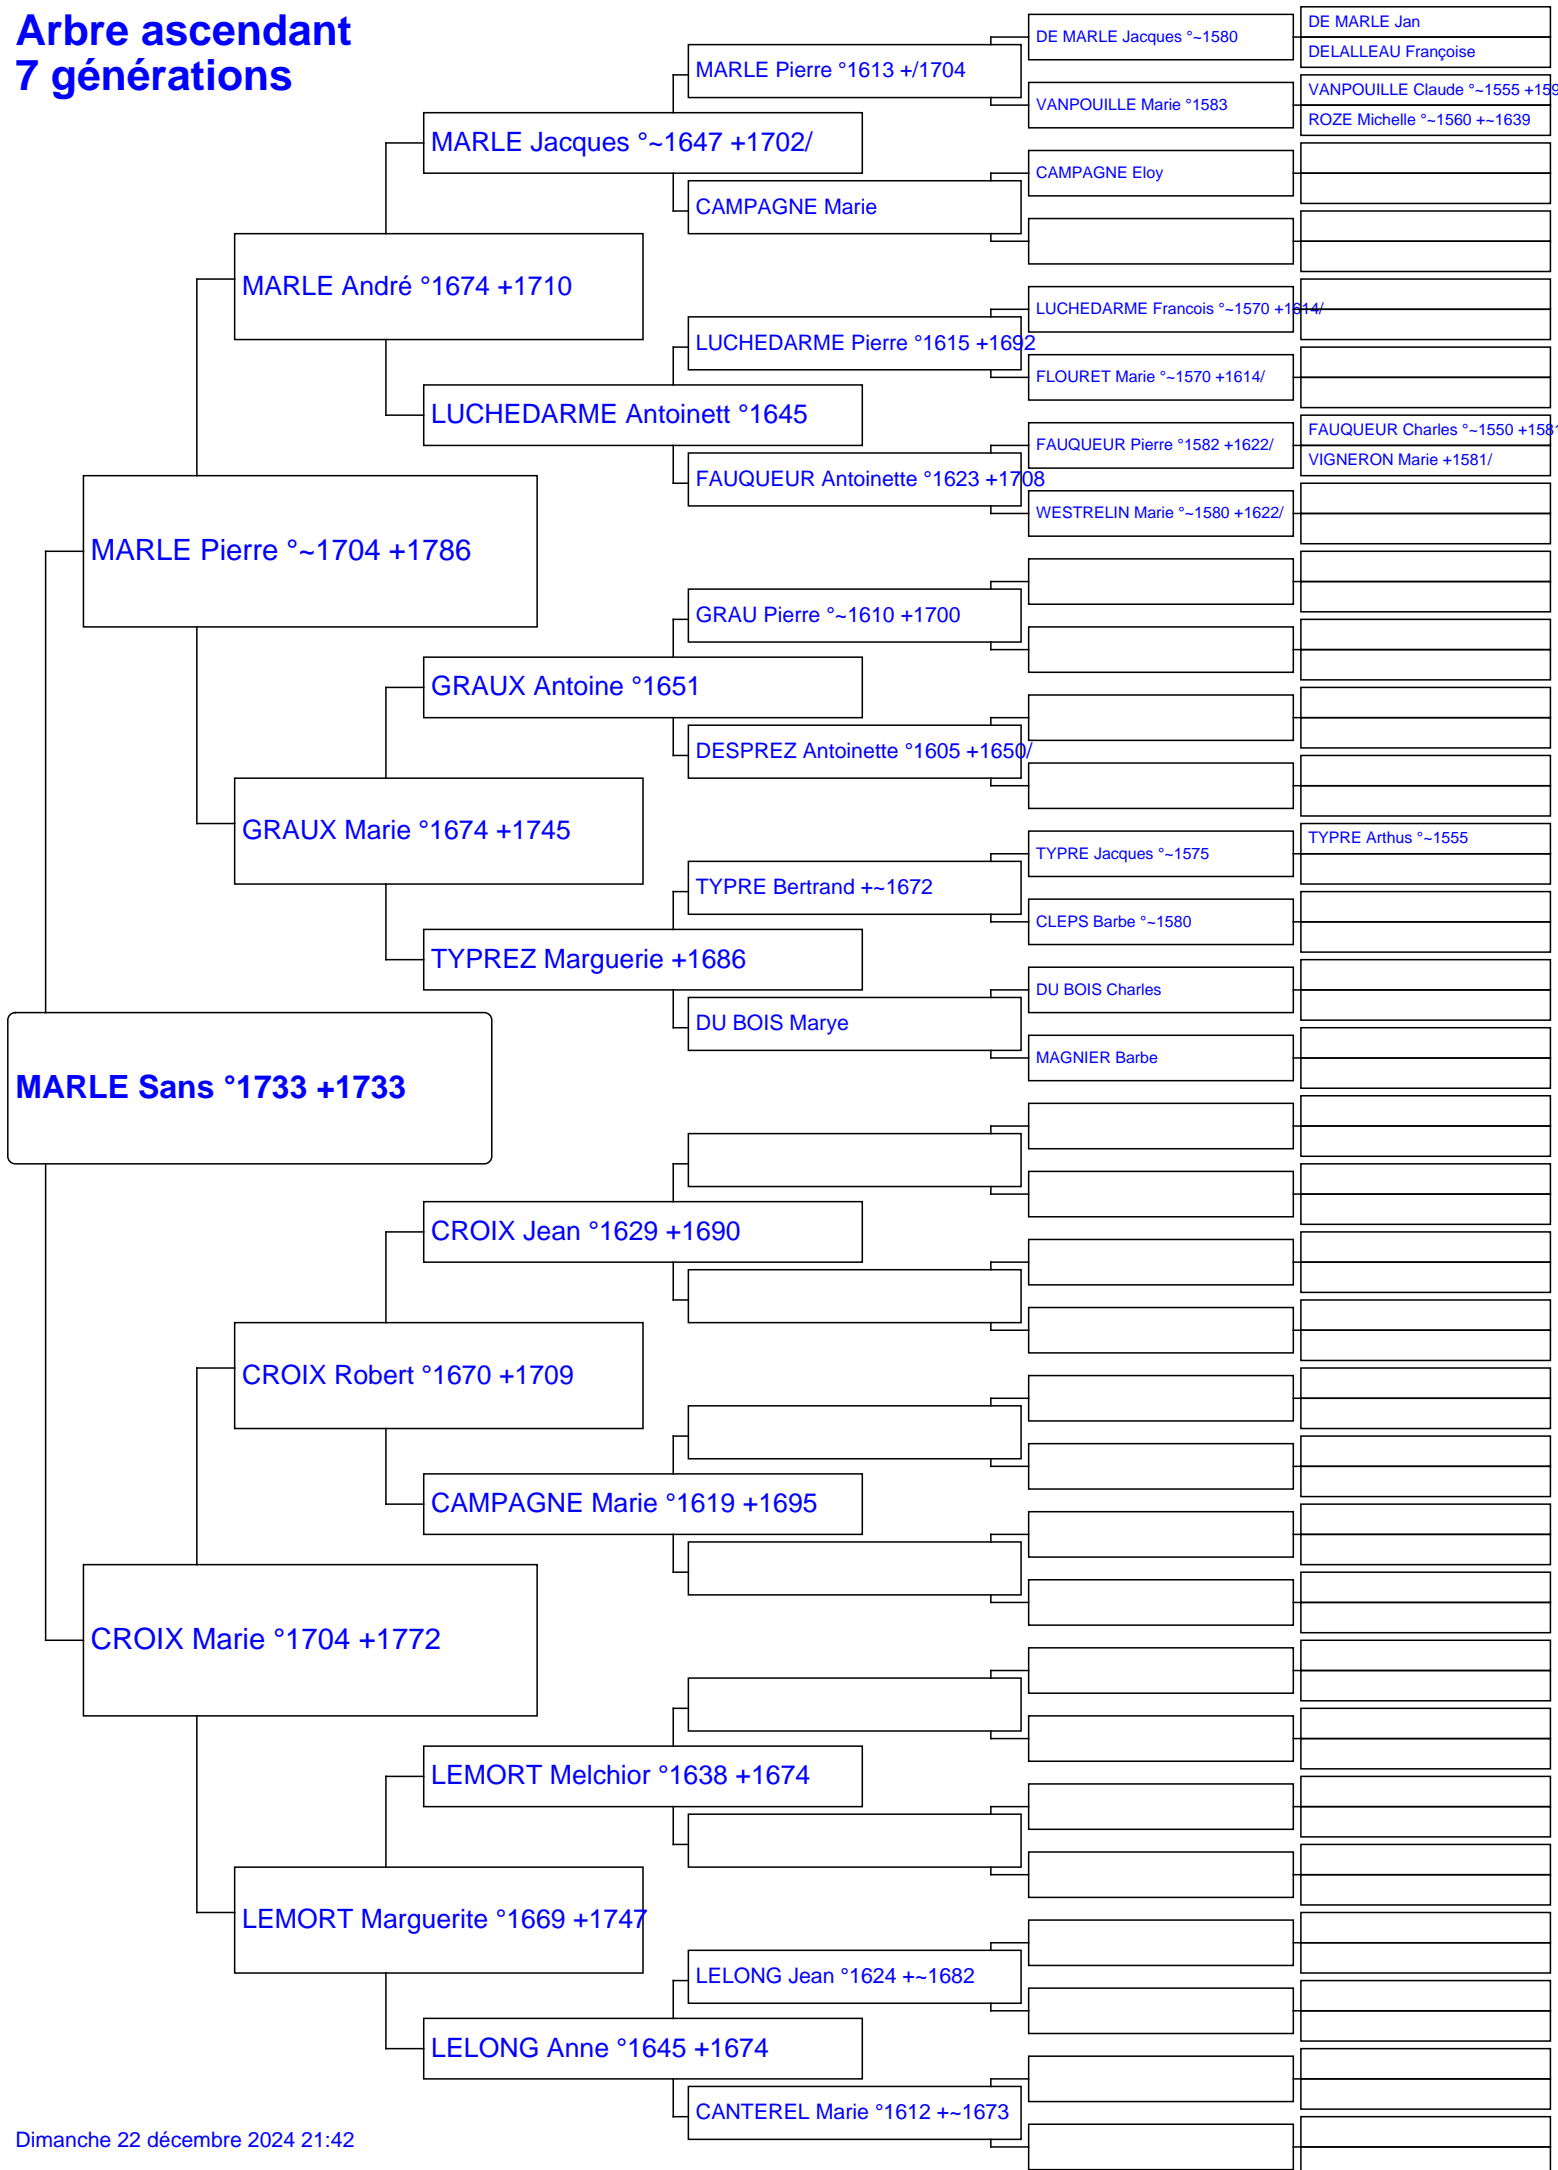 Arbre ascendant
7 générations
MARLE Sans °1733 +1733
MARLE Pierre °~1704 +1786
CROIX Marie °1704 +1772
MARLE André °1674 +1710
GRAUX Marie °1674 +1745
CROIX Robert °1670 +1709
LEMORT Marguerite °1669 +1747
MARLE Jacques °~1647 +1702/
LUCHEDARME Antoinett °1645
GRAUX Antoine °1651
TYPREZ Marguerie +1686
CROIX Jean °1629 +1690
CAMPAGNE Marie °1619 +1695
LEMORT Melchior °1638 +1674
LELONG Anne °1645 +1674
MARLE Pierre °1613 +/1704
CAMPAGNE Marie
LUCHEDARME Pierre °1615 +1692
FAUQUEUR Antoinette °1623 +1708
GRAU Pierre °~1610 +1700
DESPREZ Antoinette °1605 +1650/
TYPRE Bertrand +~1672
DU BOIS Marye
LELONG Jean °1624 +~1682
CANTEREL Marie °1612 +~1673
DE MARLE Jacques °~1580
VANPOUILLE Marie °1583
CAMPAGNE Eloy
LUCHEDARME Francois °~1570 +1614/
FLOURET Marie °~1570 +1614/
FAUQUEUR Pierre °1582 +1622/
WESTRELIN Marie °~1580 +1622/
TYPRE Jacques °~1575
CLEPS Barbe °~1580
DU BOIS Charles
MAGNIER Barbe
DE MARLE Jan
DELALLEAU Françoise
VANPOUILLE Claude °~1555 +159
ROZE Michelle °~1560 +~1639
FAUQUEUR Charles °~1550 +1581
VIGNERON Marie +1581/
TYPRE Arthus °~1555
Dimanche 22 décembre 2024 21:42